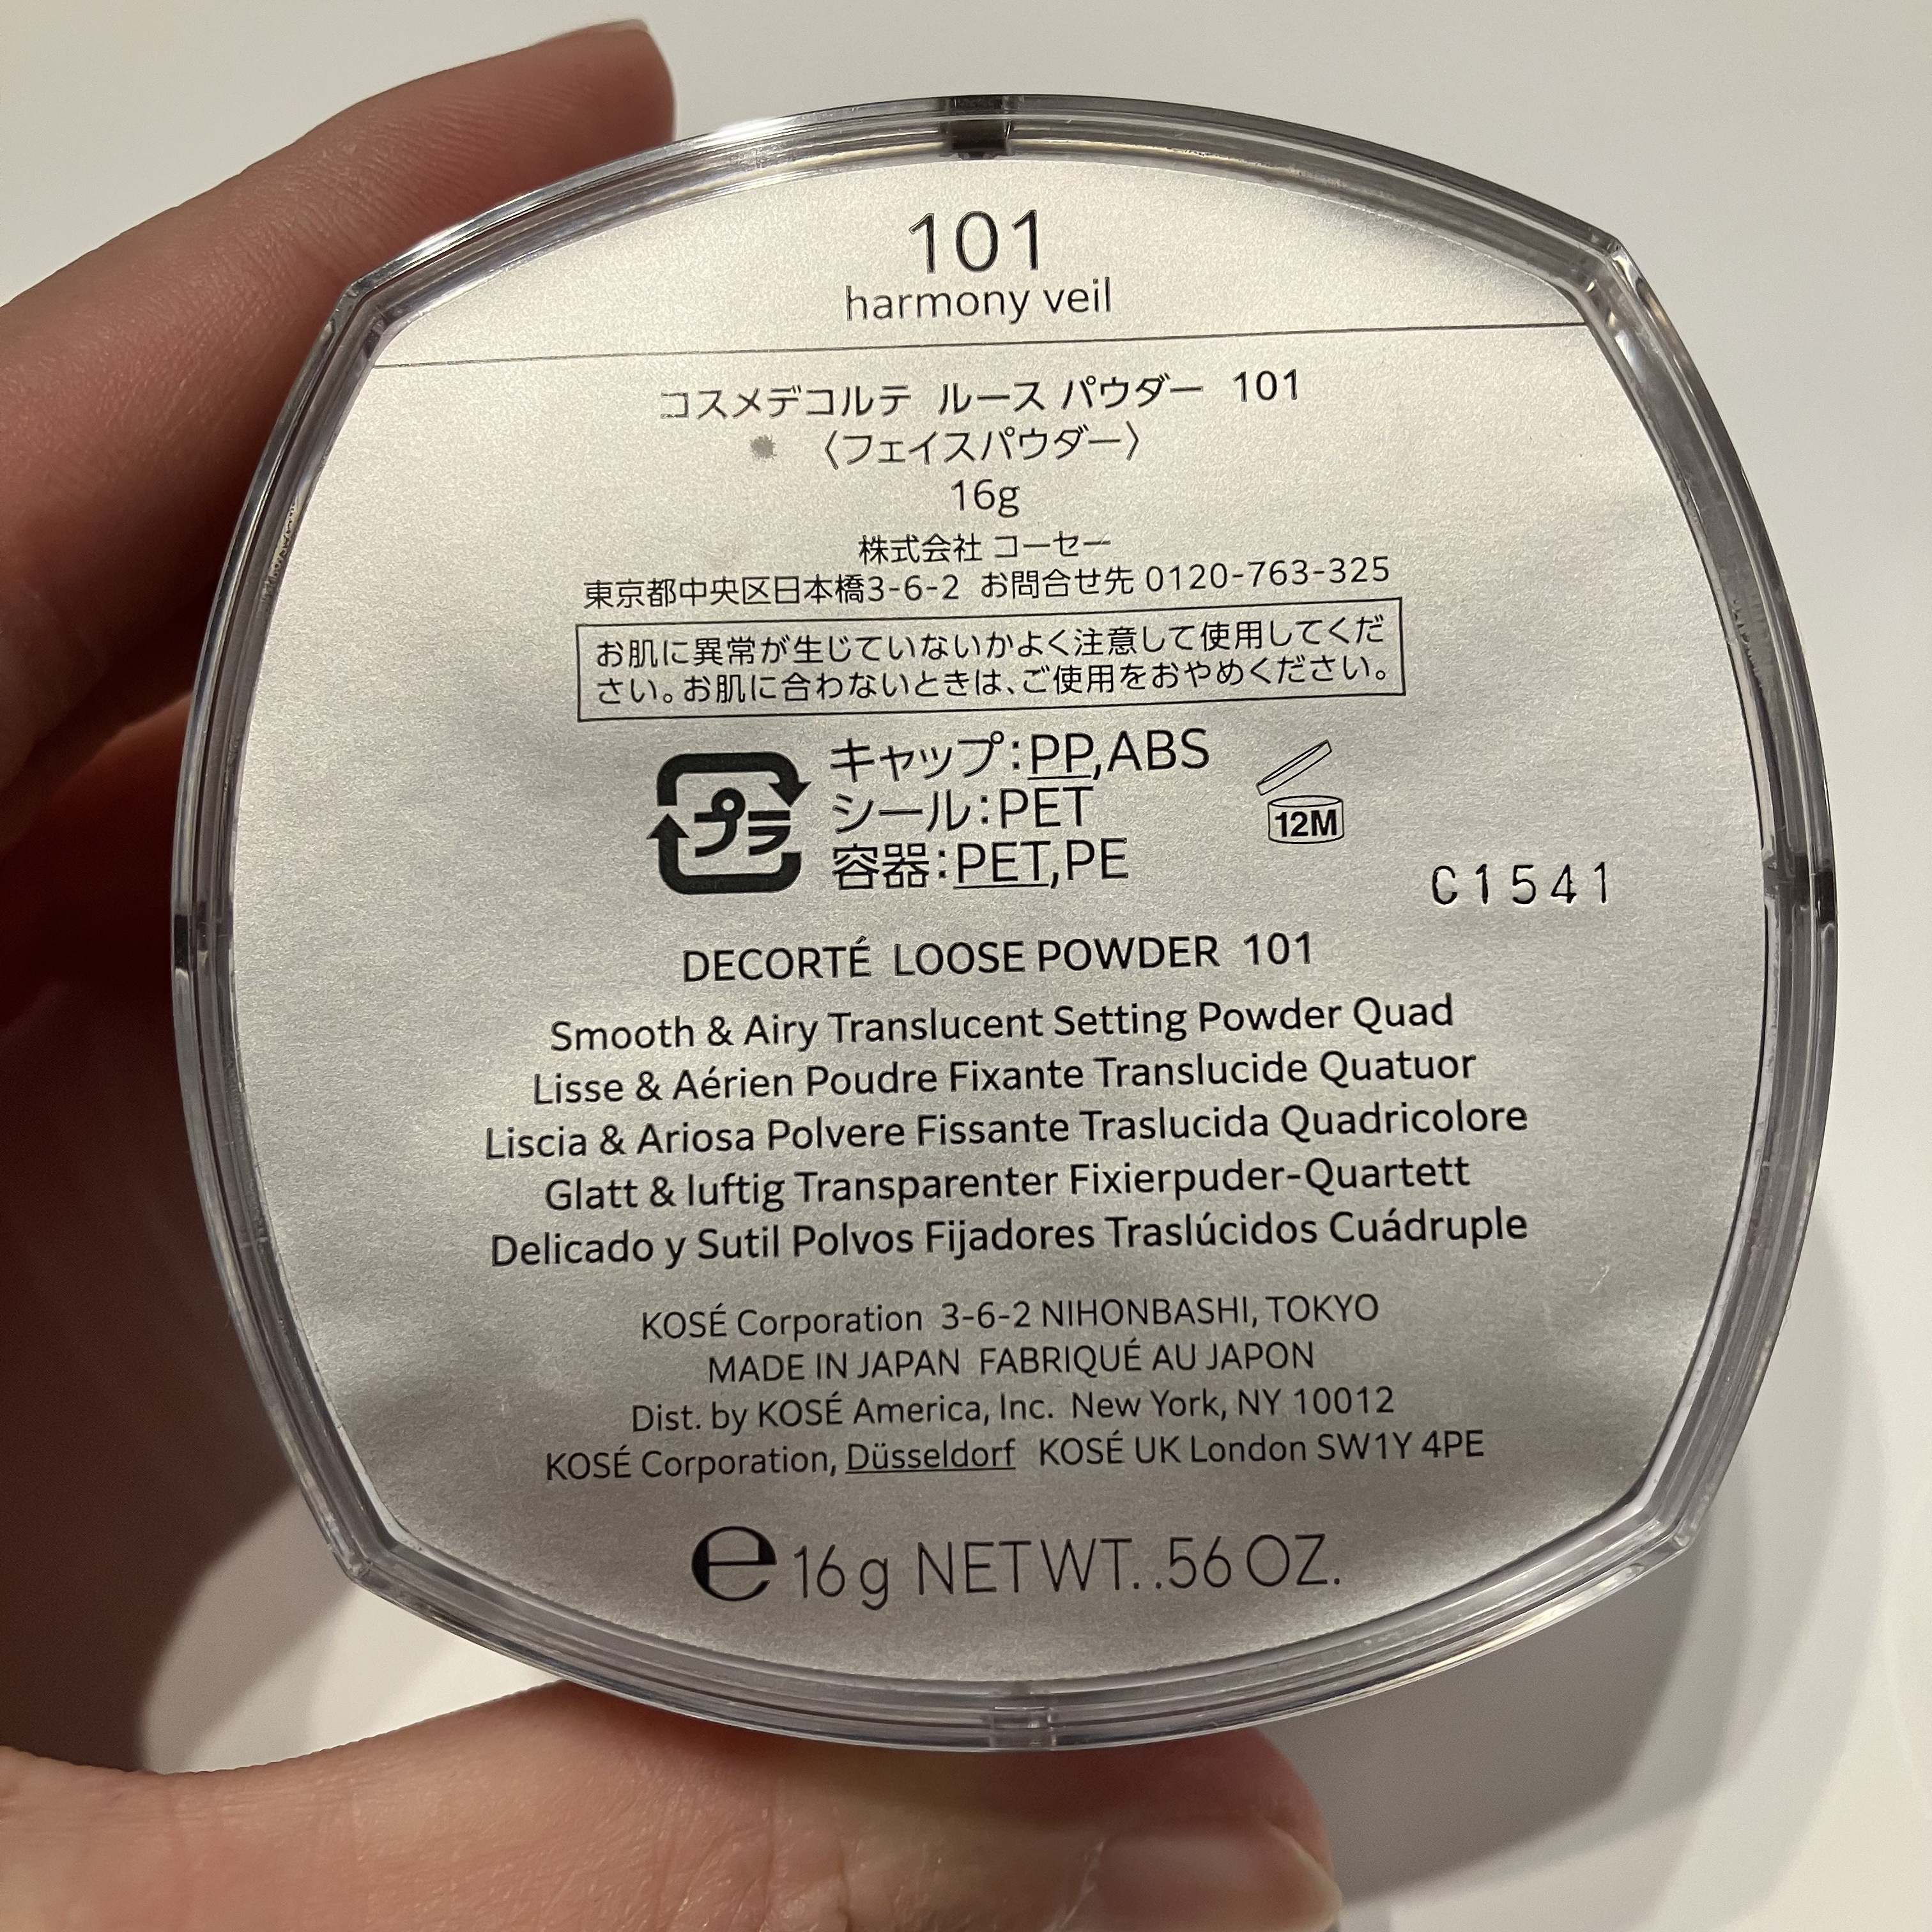 101
harmony veil
コスメデコルテ ルース パウダー 101
〈フェイスパウダー〉
16g
株式会社 コーセー
東京都中央区日本橋3-6-2 お問合せ先 0120-763-325
お肌に異常が生じていないかよく注意して使用してくだ
さい。お肌に合わないときは、ご使用をおやめください。
プラ
キャップ:PP,ABS
シール:PET
容器:PET,PE
12M
C1541
DECORTÉ LOOSE POWDER 101
Smooth & Airy Translucent Setting Powder Quad
Lisse & Aérien Poudre Fixante Translucide Quatuor
Liscia & Ariosa Polvere Fissante Traslucida Quadricolore
Glatt & luftig Transparenter Fixierpuder-Quartett
Delicado y Sutil Polvos Fijadores Traslúcidos Cuádruple
KOSÉ Corporation 3-6-2 NIHONBASHI, TOKYO
MADE IN JAPAN FABRIQUÉ AU JAPON
Dist. by KOSÉ America, Inc. New York, NY 10012
KOSÉ Corporation, Düsseldorf KOSÉ UK London SW1Y 4PE
℮ 16g NET WT. .56 OZ.